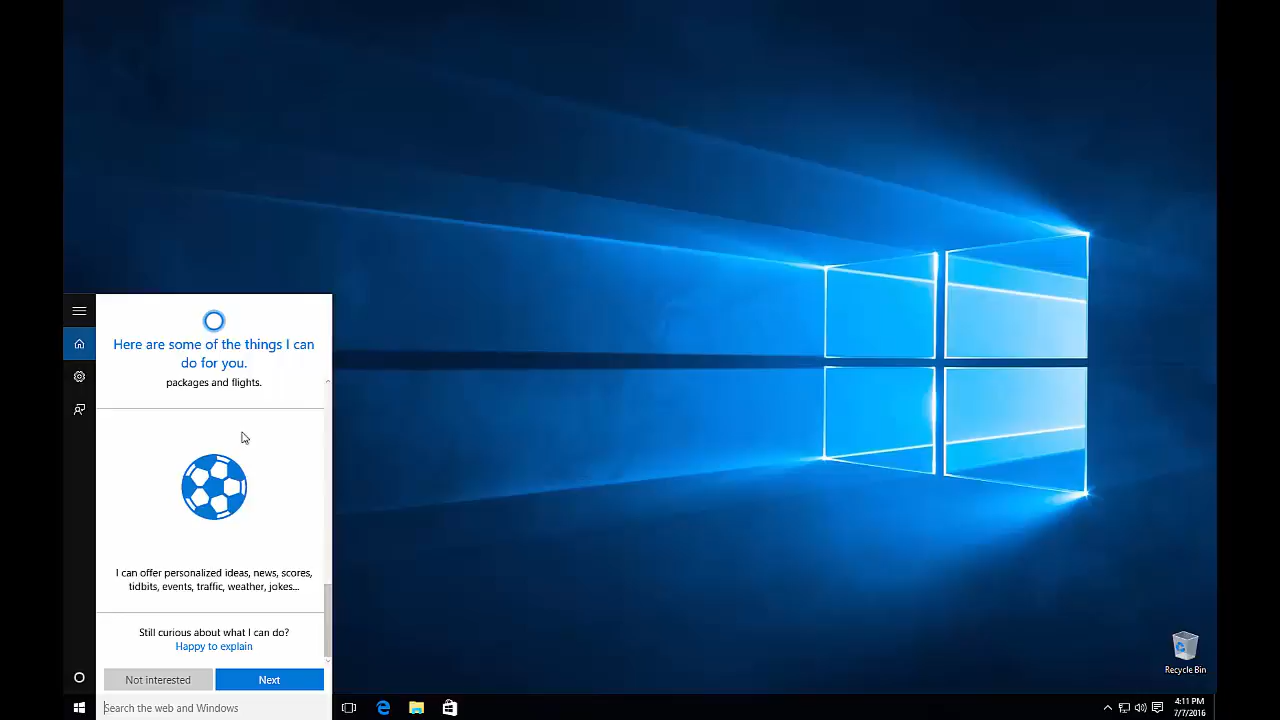 Here are some of the things I can
do for you.
packages and flights.
I can offer personalized ideas, news, scores,
tidbits, events, traffic, weather, jokes...
Still curious about what I can do?
Happy to explain
Not interested
Next
Search the web and Windows
Recycle Bin
4:11 PM
7/7/2016